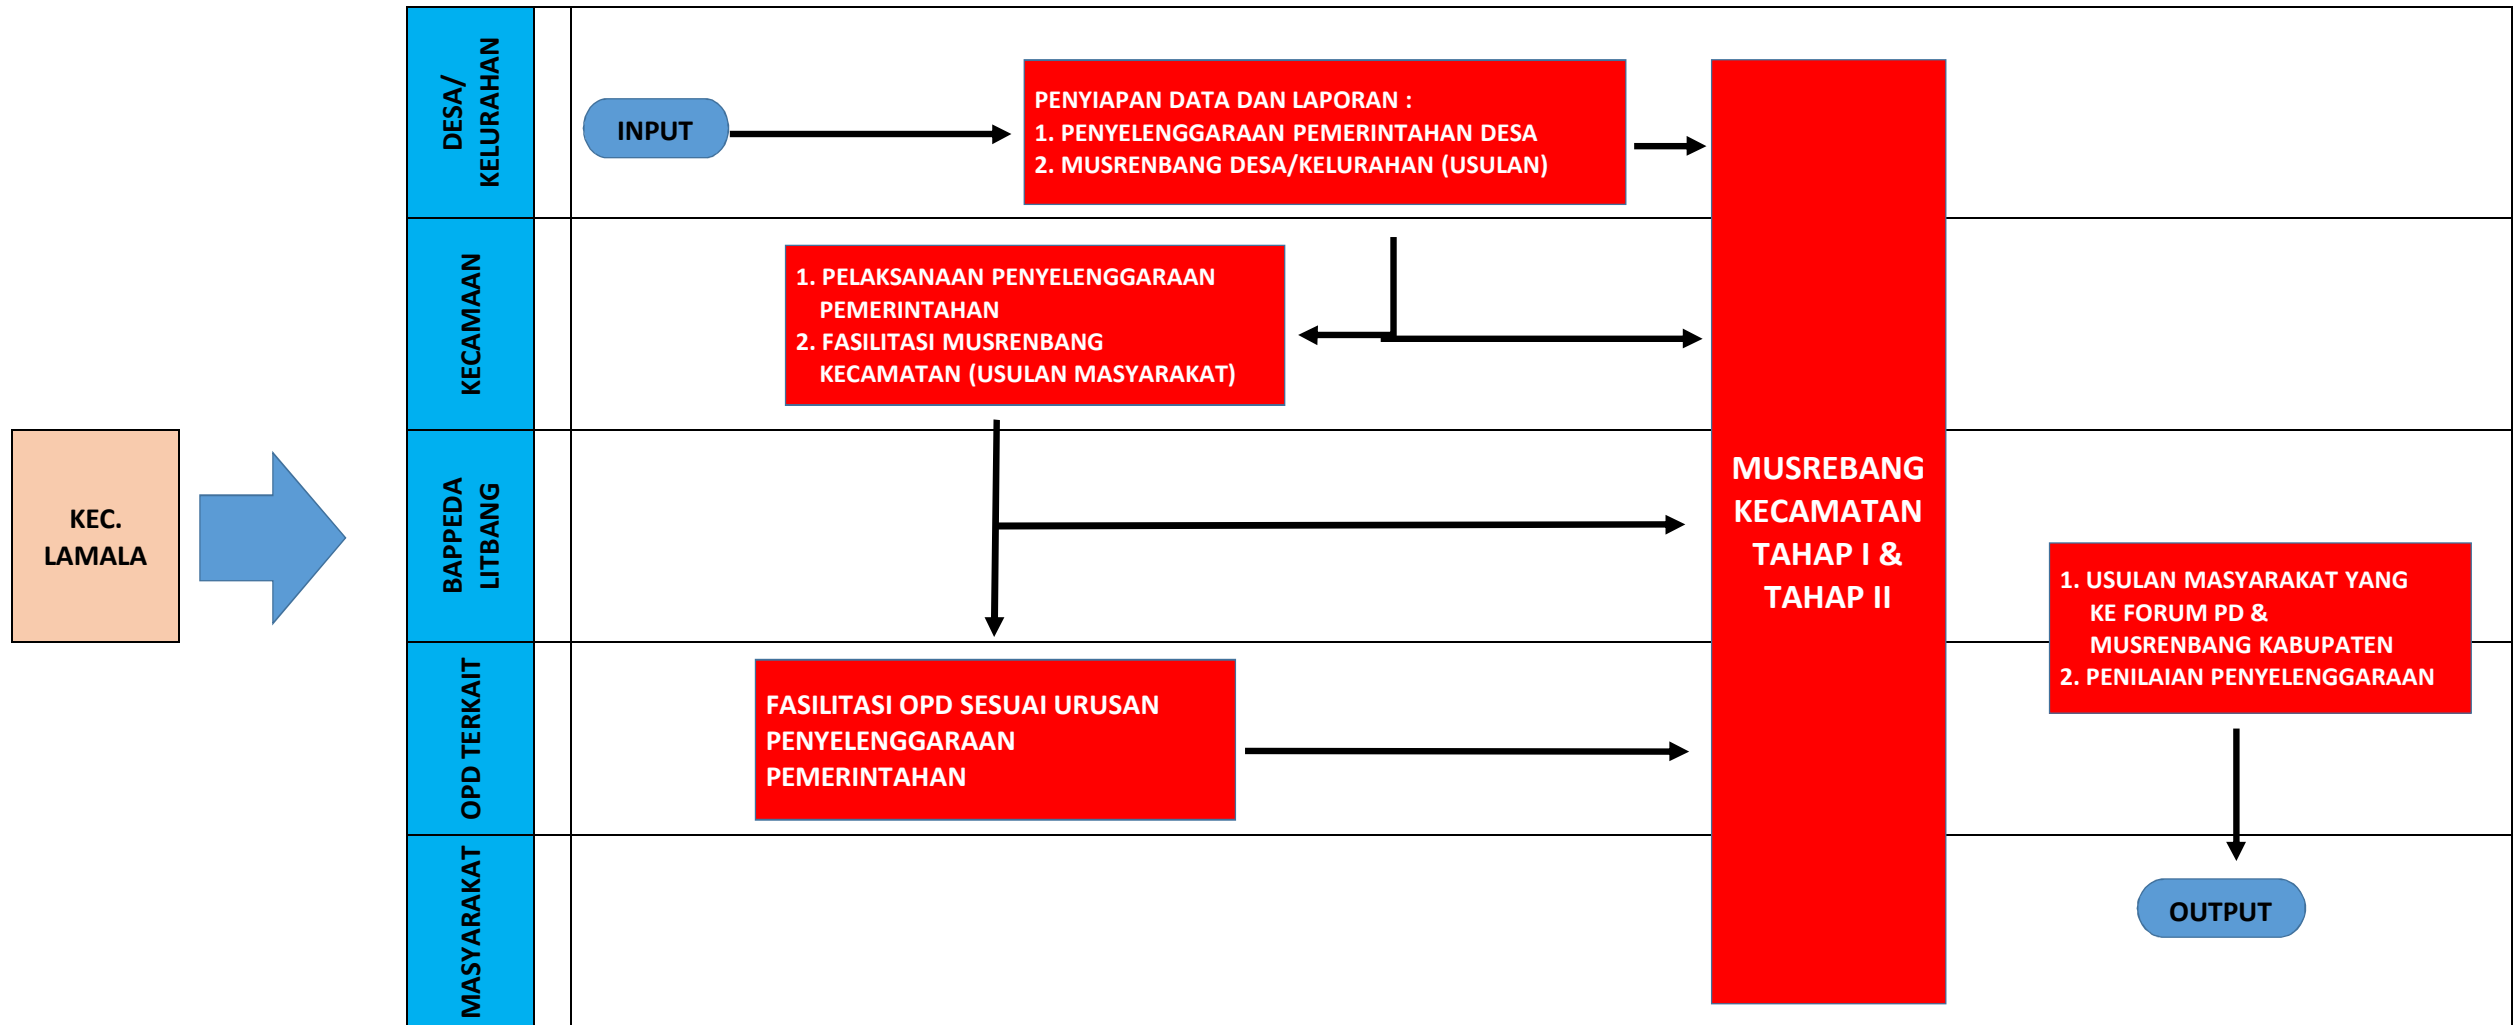 KEC.
LAMALA
DESA/
KELURAHAN
INPUT
PENYIAPAN DATA DAN LAPORAN :
1. PENYELENGGARAAN PEMERINTAHAN DESA
2. MUSRENBANG DESA/KELURAHAN (USULAN)
KECAMAAN
1. PELAKSANAAN PENYELENGGARAAN
PEMERINTAHAN
2. FASILITASI MUSRENBANG
KECAMATAN (USULAN MASYARAKAT)
BAPPEDA
LITBANG
MUSREBANG
KECAMATAN
TAHAP I &
TAHAP II
1. USULAN MASYARAKAT YANG
KE FORUM PD &
MUSRENBANG KABUPATEN
2. PENILAIAN PENYELENGGARAAN
OPD TERKAIT
FASILITASI OPD SESUAI URUSAN
PENYELENGGARAAN
PEMERINTAHAN
MASYARAKAT
OUTPUT